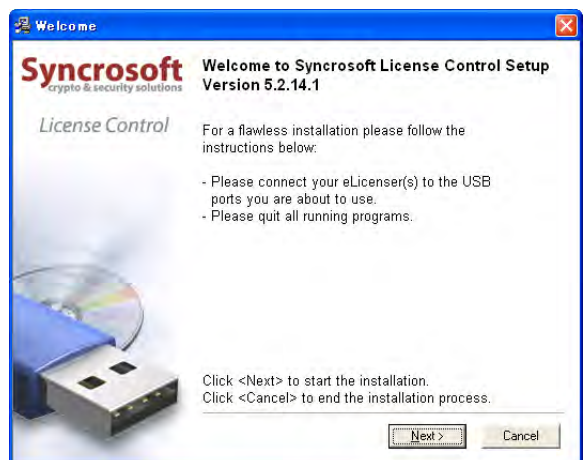 Welcome
Syncrosoft
crypto & security solutions
License Control
Welcome to Syncrosoft License Control Setup
Version 5.2.14.1
For a flawless installation please follow the
instructions below:
- Please connect your eLicenser(s) to the USB
ports you are about to use.
- Please quit all running programs.
Click <Next> to start the installation.
Click <Cancel> to end the installation process.
Next >
Cancel